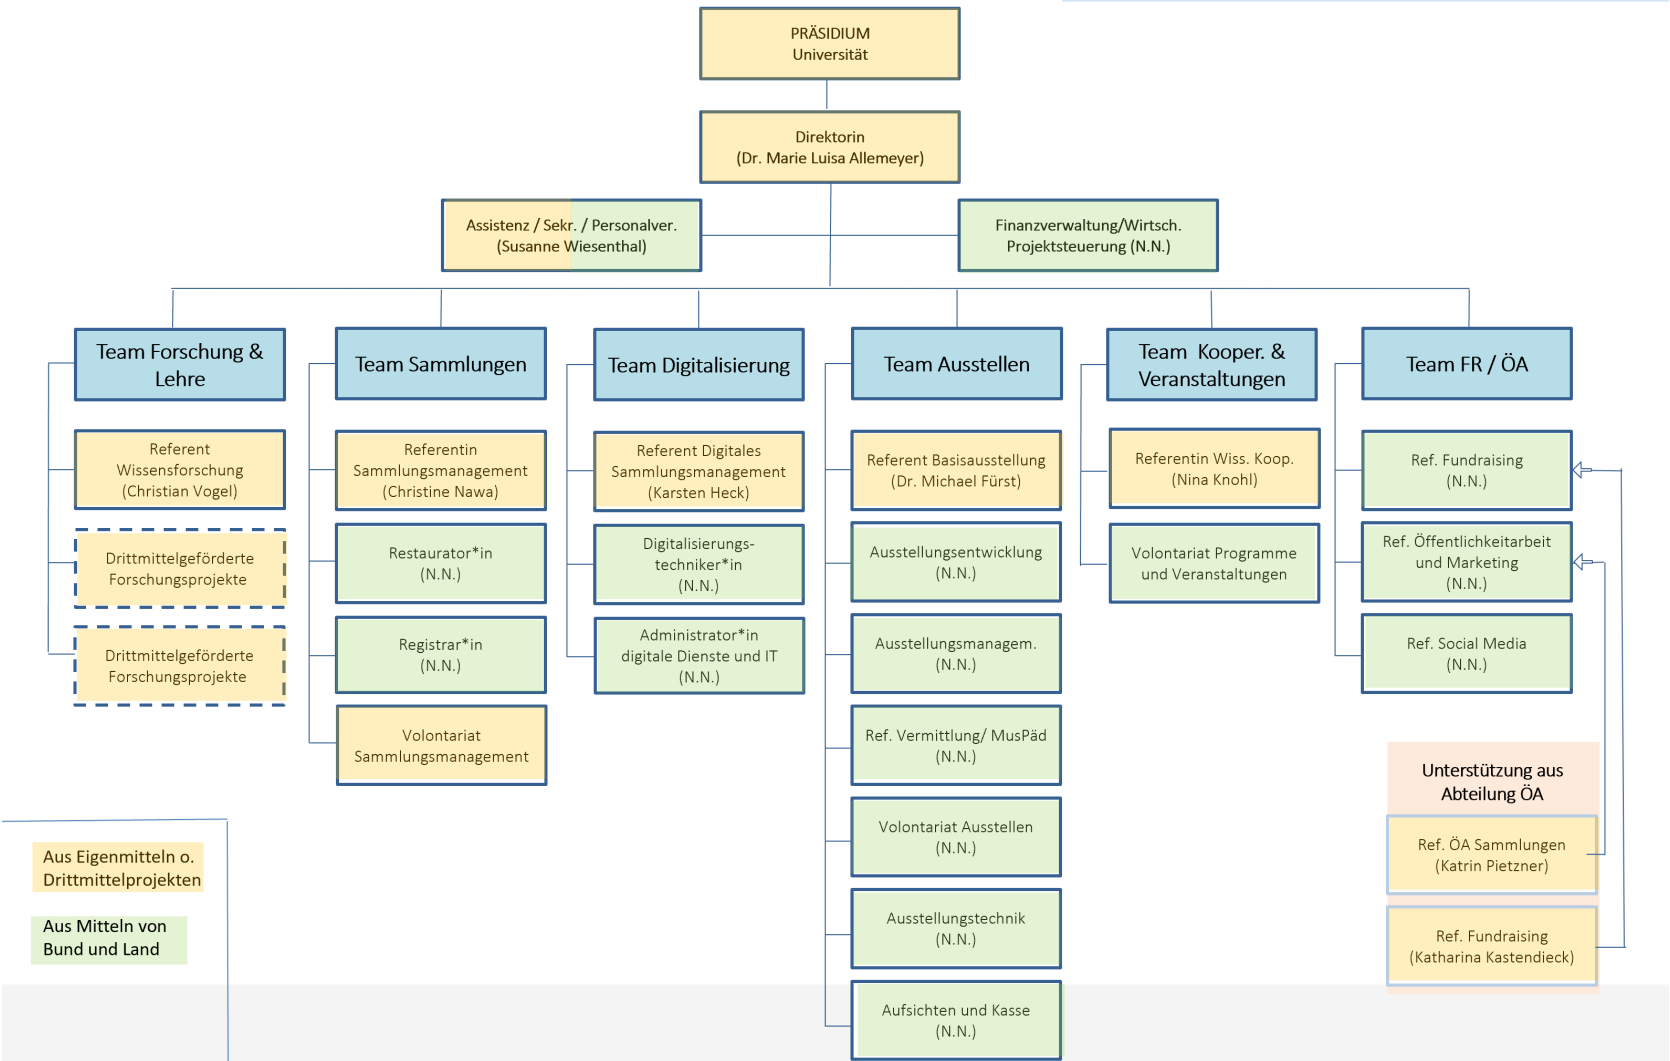 PRÄSIDIUM
Universität
Direktorin
(Dr. Marie Luisa Allemeyer)
Assistenz / Sekr. / Personalver.
(Susanne Wiesenthal)
Finanzverwaltung/Wirtsch.
Projektsteuerung (N.N.)
Team Forschung &
Lehre
Referent
Wissensforschung
(Christian Vogel)
Drittmittelgeförderte
Forschungsprojekte
Drittmittelgeförderte
Forschungsprojekte
Team Sammlungen
Referentin
Sammlungsmanagement
(Christine Nawa)
Restaurator*in
(N.N.)
Registrar*in
(N.N.)
Volontariat
Sammlungsmanagement
Team Digitalisierung
Referent Digitales
Sammlungsmanagement
(Karsten Heck)
Digitalisierungs-
techniker*in
(N.N.)
Administrator*in
digitale Dienste und IT
(N.N.)
Team Ausstellen
Referent Basisausstellung
(Dr. Michael Fürst)
Ausstellungsentwicklung
(N.N.)
Ausstellungsmanagem.
(N.N.)
Ref. Vermittlung/ MusPäd
(N.N.)
Volontariat Ausstellen
(N.N.)
Ausstellungstechnik
(N.N.)
Aufsichten und Kasse
(N.N.)
Team Kooper. &
Veranstaltungen
Referentin Wiss. Koop.
(Nina Knohl)
Volontariat Programme
und Veranstaltungen
Team FR / ÖA
Ref. Fundraising
(N.N.)
Ref. Öffentlichkeitarbeit
und Marketing
(N.N.)
Ref. Social Media
(N.N.)
Unterstützung aus
Abteilung ÖA
Ref. ÖA Sammlungen
(Katrin Pietzner)
Ref. Fundraising
(Katharina Kastendieck)
Aus Eigenmitteln o.
Drittmittelprojekten
Aus Mitteln von
Bund und Land